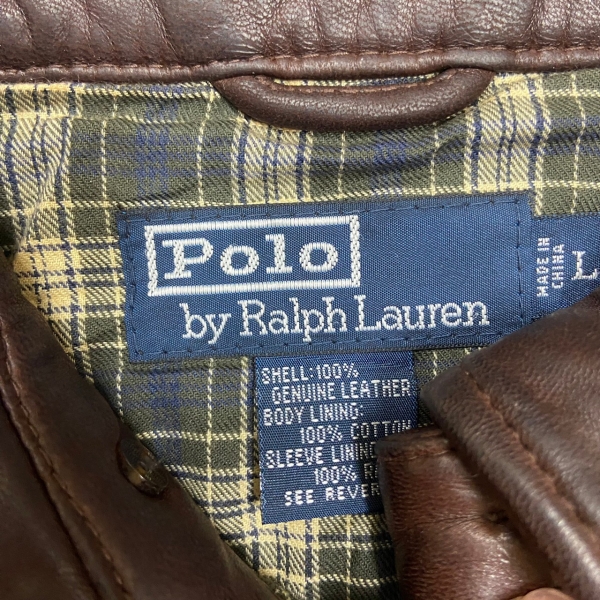 Polo
by Ralph Lauren
MADE IN
CHINA
L
SHELL:100%
GENUINE LEATHER
BODY LINING:
100% COTTON
SLEEVE LINING
100%
SEE REVER